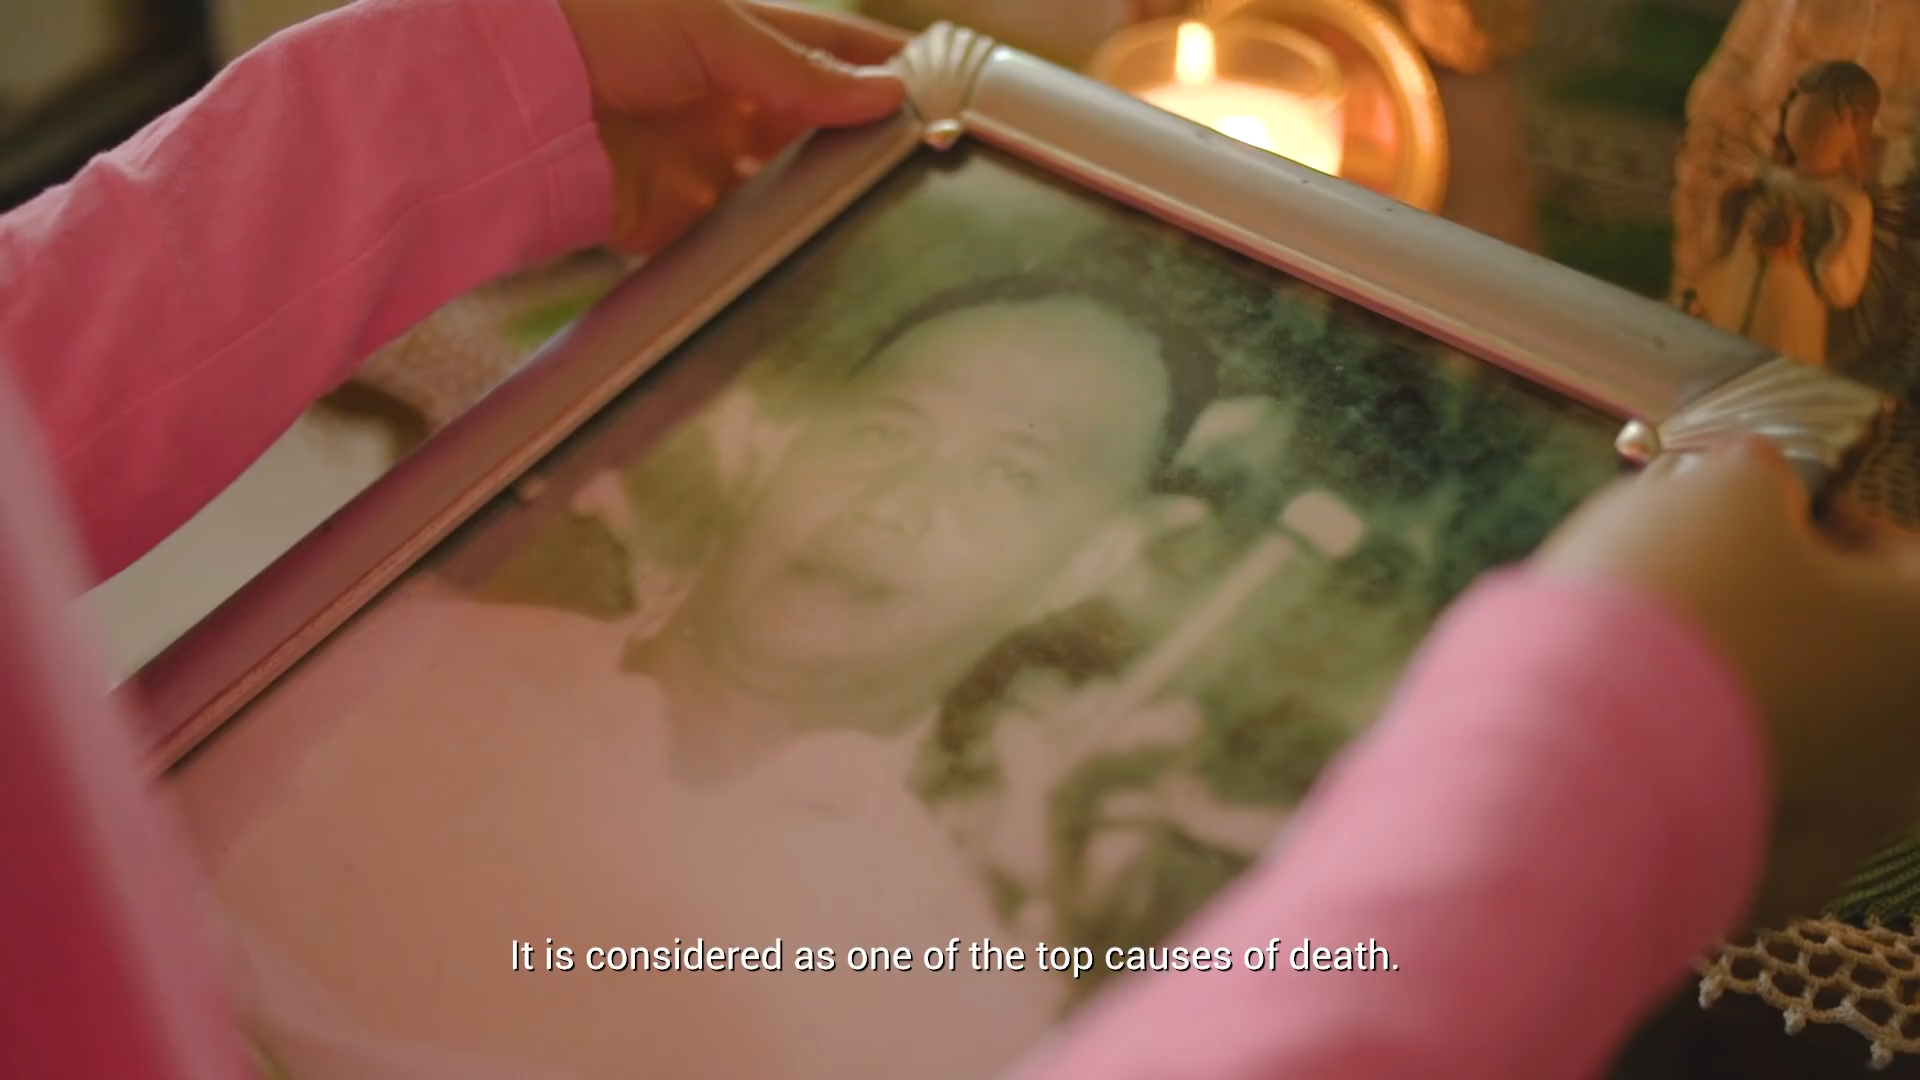 It is considered as one of the top causes of death.